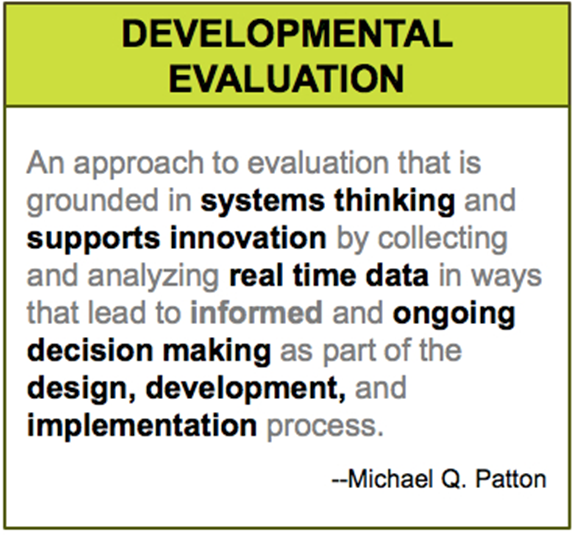 DEVELOPMENTAL
EVALUATION
An approach to evaluation that is
grounded in systems thinking and
supports innovation by collecting
and analyzing real time data in ways
that lead to informed and ongoing
decision making as part of the
design, development, and
implementation process.
--Michael Q. Patton